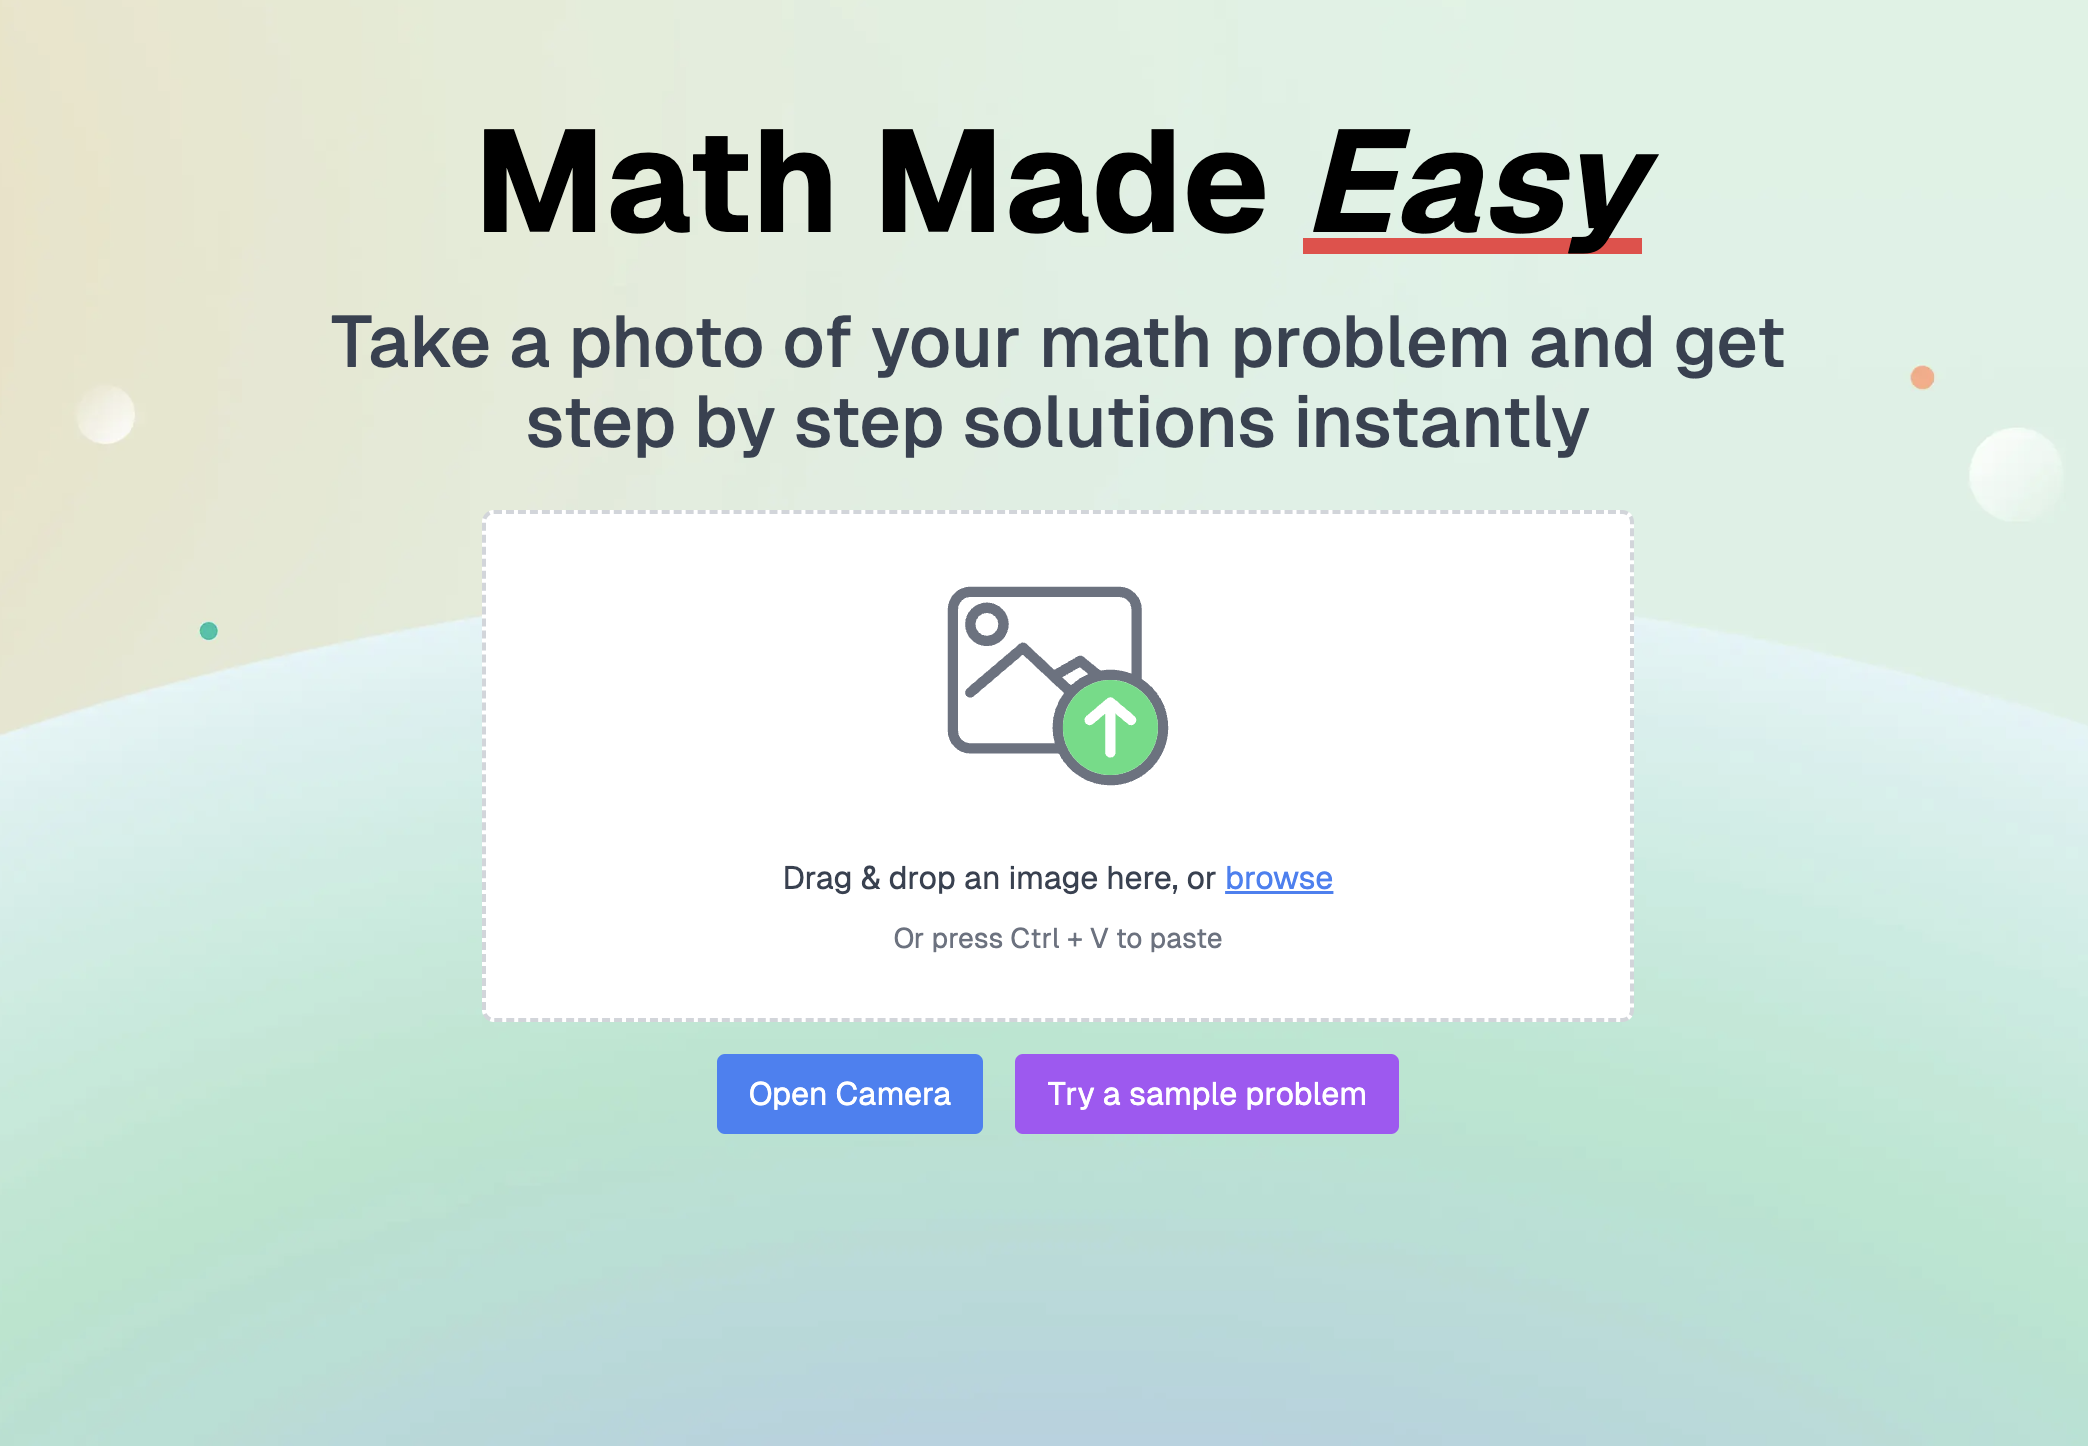 Math Made Easy
Take a photo of your math problem and get
step by step solutions instantly
Drag & drop an image here, or browse
Or press Ctrl + V to paste
Open Camera
Try a sample problem